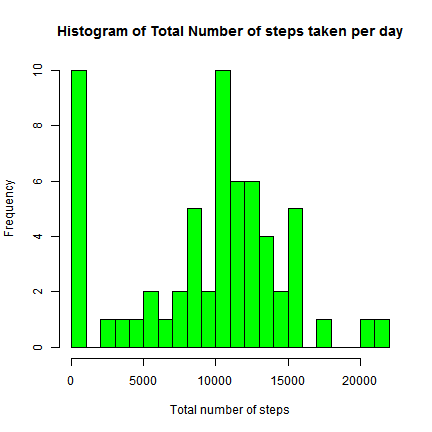 Histogram of Total Number of steps taken per day
Frequency
10
8
6
4
2
0
0 5000 10000 15000 20000
Total number of steps